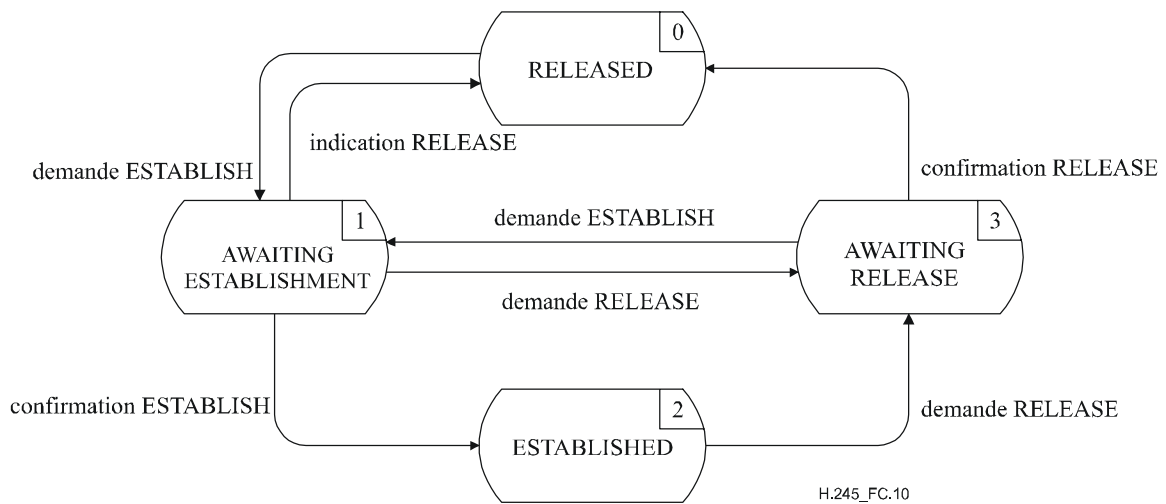 0
RELEASED
indication RELEASE
demande ESTABLISH
confirmation RELEASE
1
AWAITING
ESTABLISHMENT
demande ESTABLISH
3
AWAITING
RELEASE
demande RELEASE
confirmation ESTABLISH
2
ESTABLISHED
demande RELEASE
H.245_FC.10